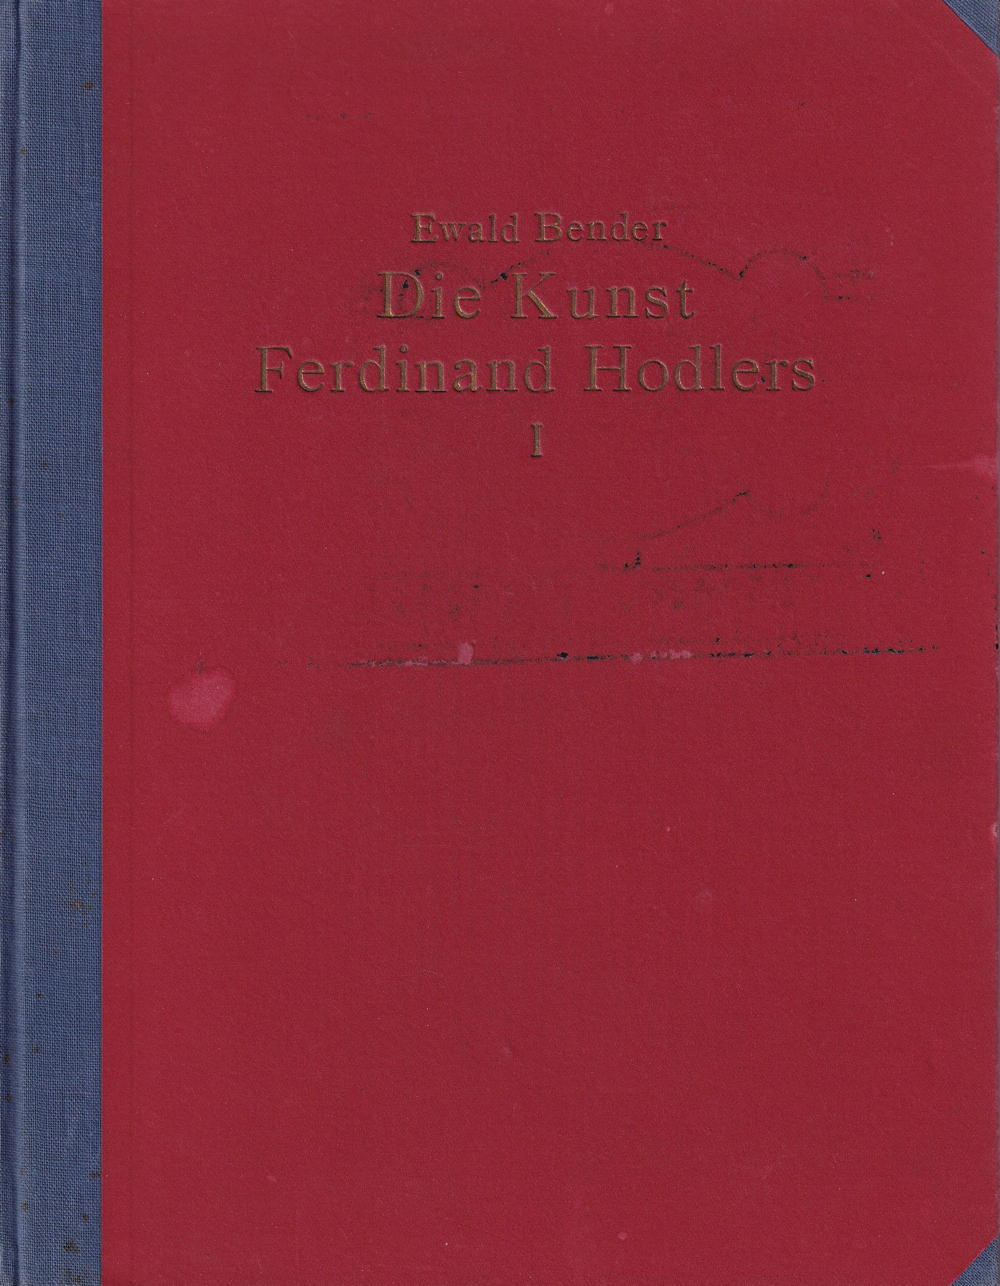 Ewald Bender
Die Kunst
Ferdinand Hodlers
I